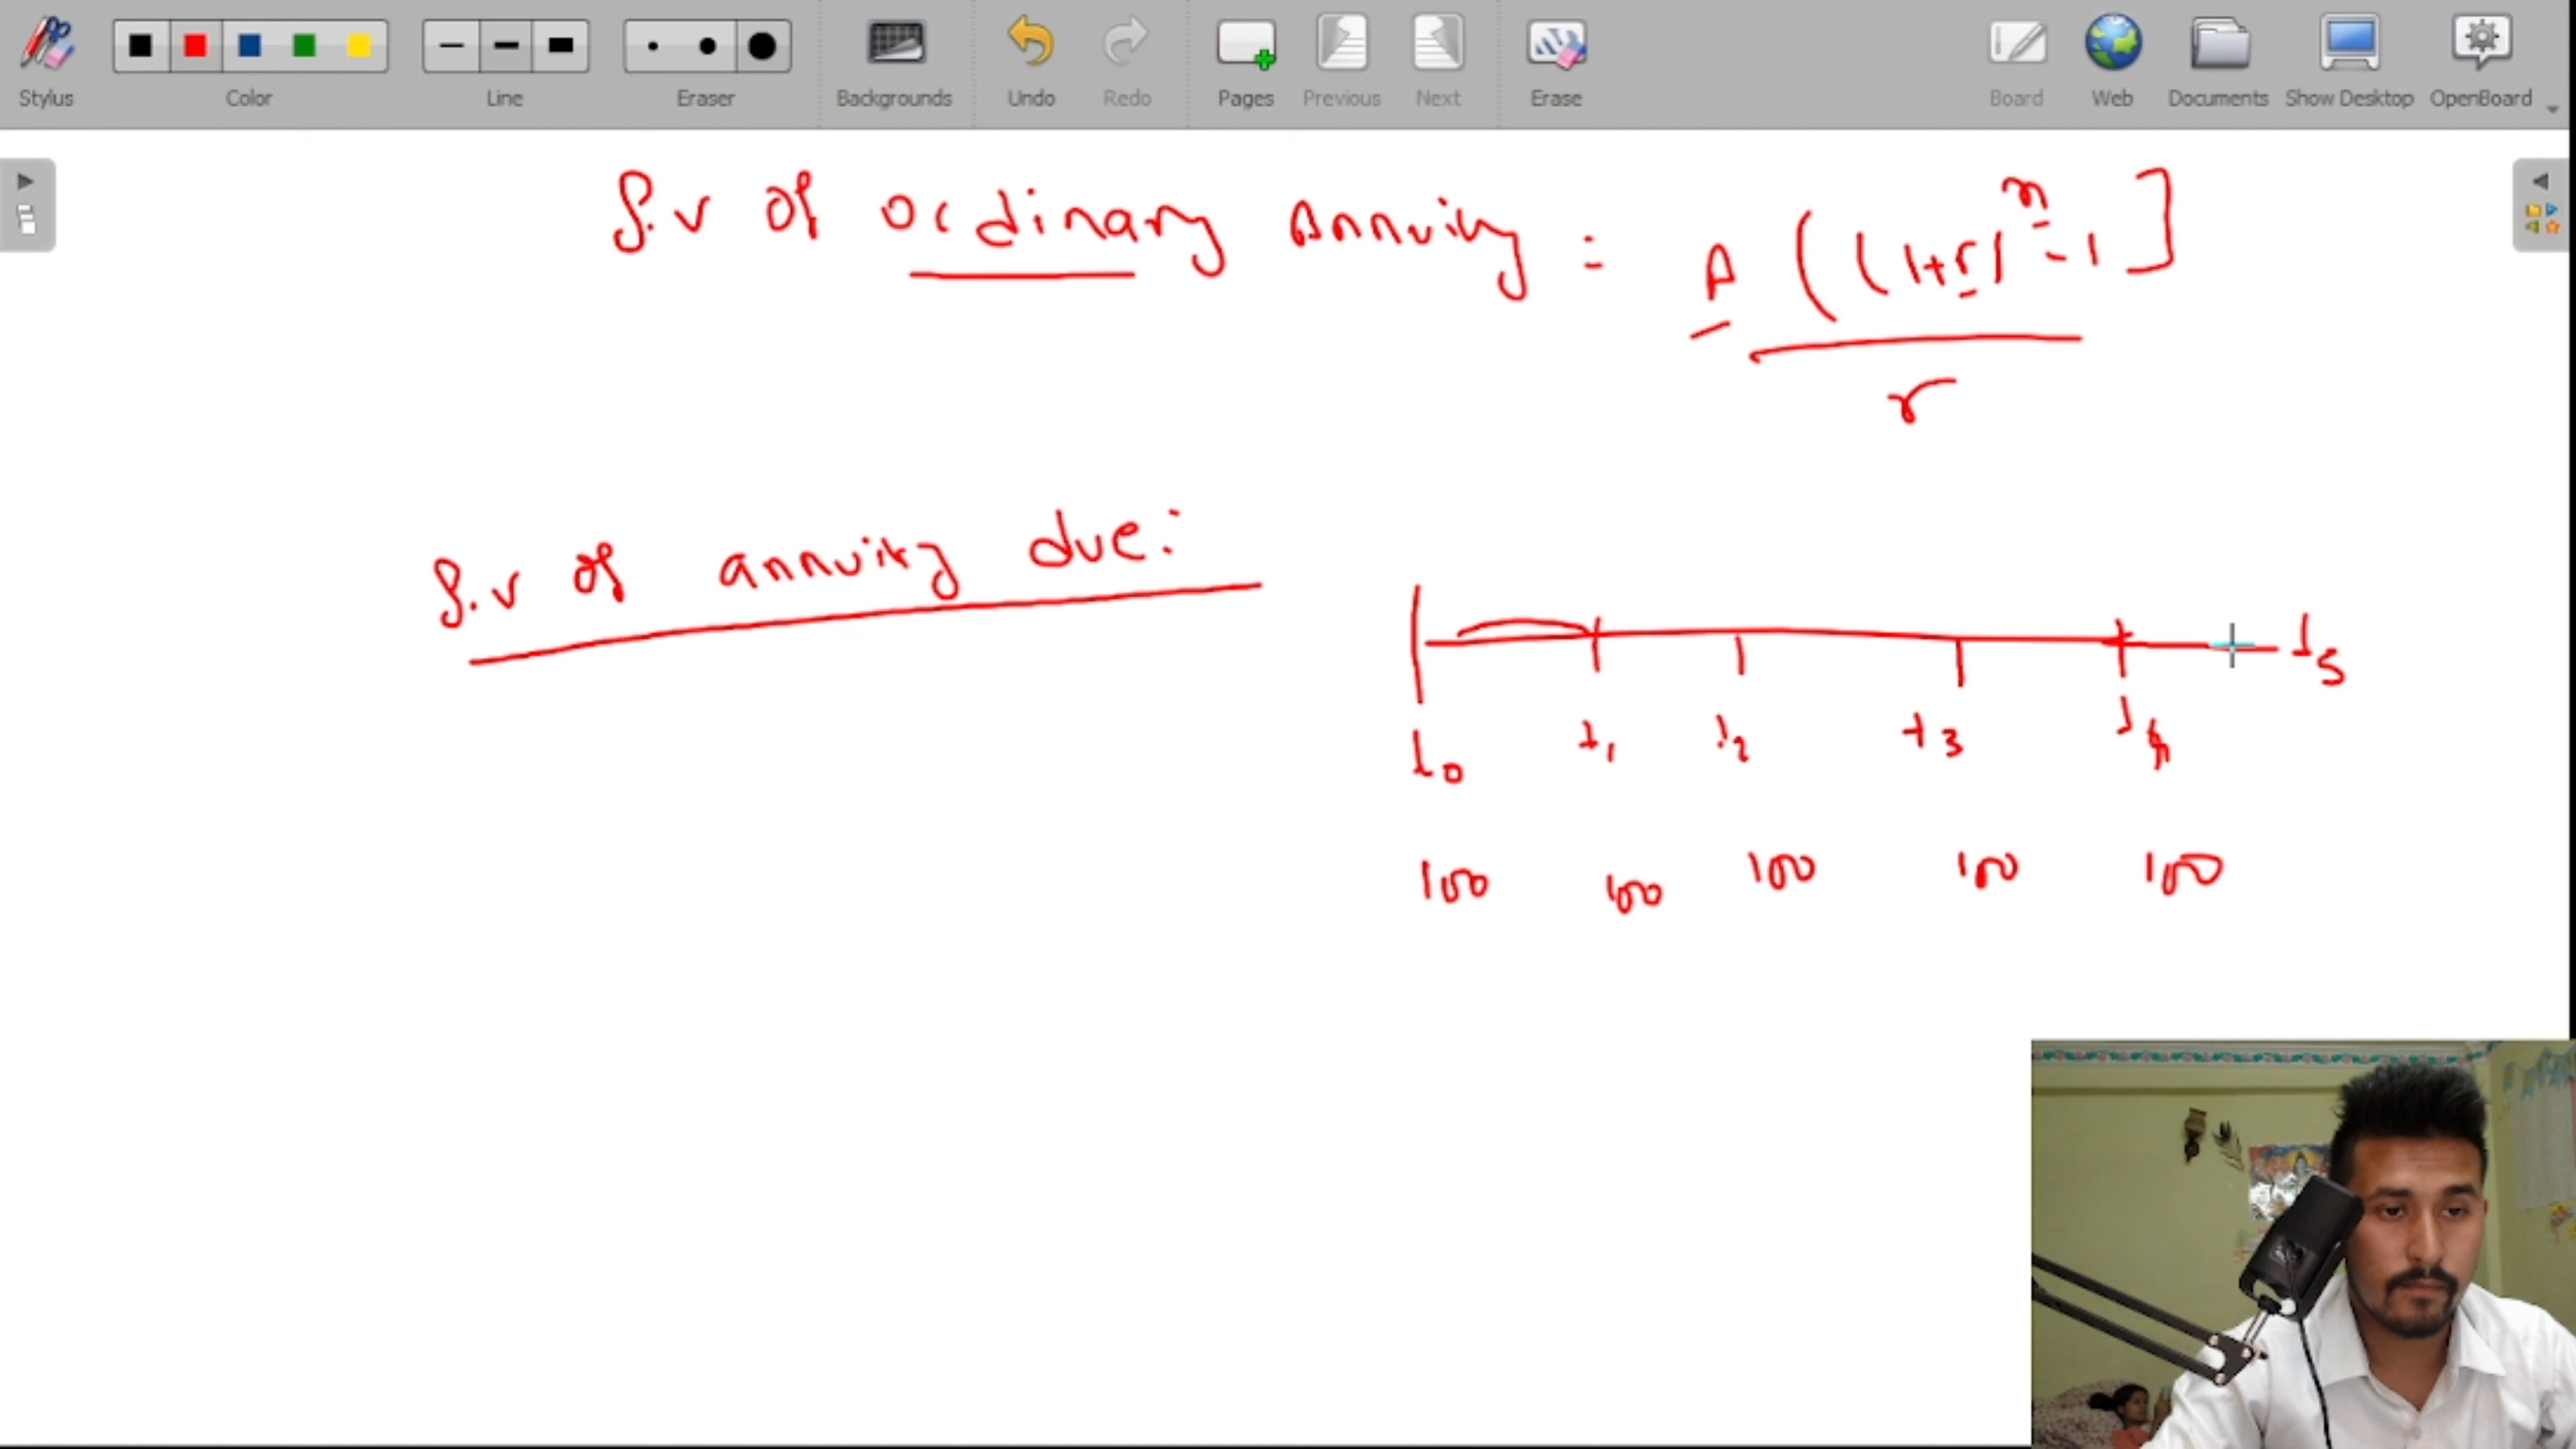 Stylus Color Line Eraser Backgrounds Undo Redo Pages Previous Next Erase Board Web Documents Show Desktop OpenBoard
f.v of ordinary Annuity = A [(1+r)^n - 1]
r
f.v of annuity due:
t5
t0 t1 t2 t3 t4
100 100 100 100 100